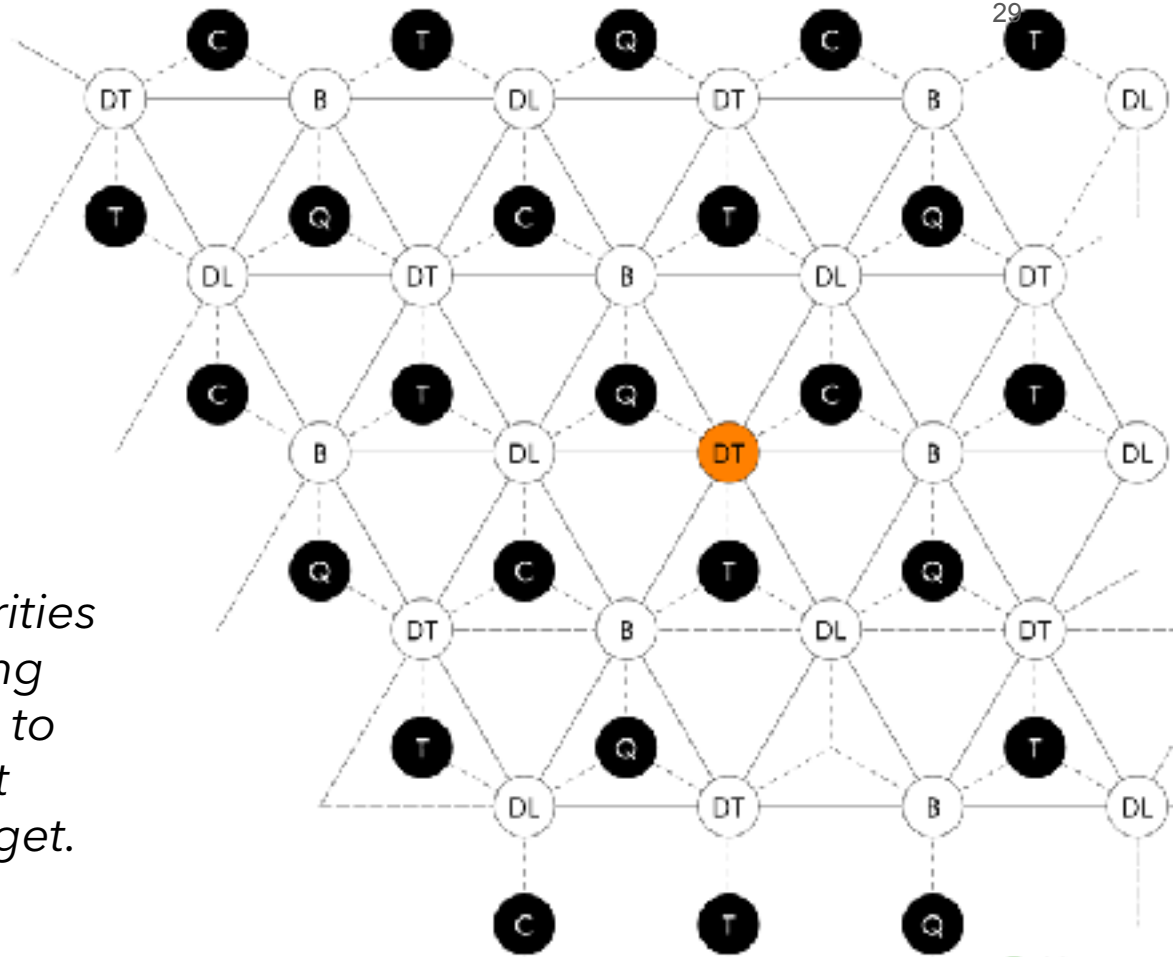 29
C T Q C T
DT B DL DT B DL
T Q C T Q
DL DT B DL DT
C T Q C T
B DL DT B DL
Q C T Q
rities
DT B DL DT
ng
to
T Q T
t
DL DT B DL
get.
C T Q